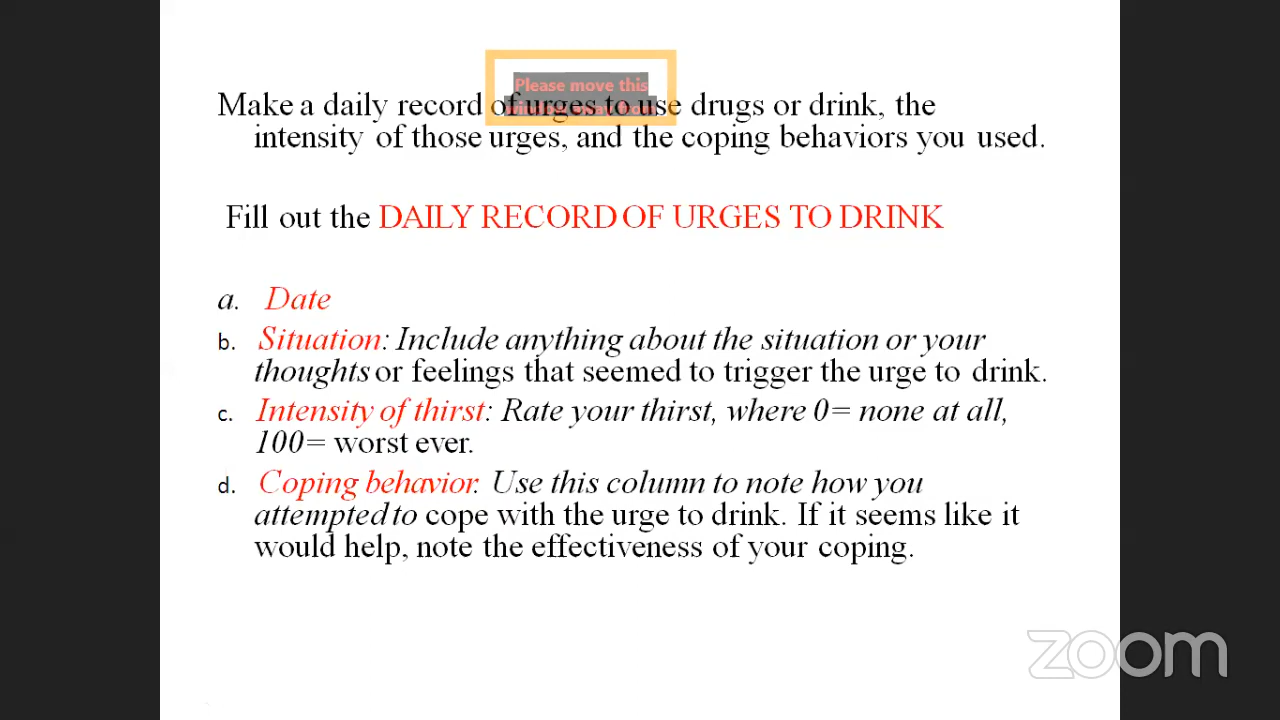 Please move this
window away from
Make a daily record of urges to use drugs or drink, the
intensity of those urges, and the coping behaviors you used.
Fill out the DAILY RECORD OF URGES TO DRINK
a. Date
b. Situation: Include anything about the situation or your
thoughts or feelings that seemed to trigger the urge to drink.
c. Intensity of thirst: Rate your thirst, where 0= none at all,
100= worst ever.
d. Coping behavior. Use this column to note how you
attempted to cope with the urge to drink. If it seems like it
would help, note the effectiveness of your coping.
zoom